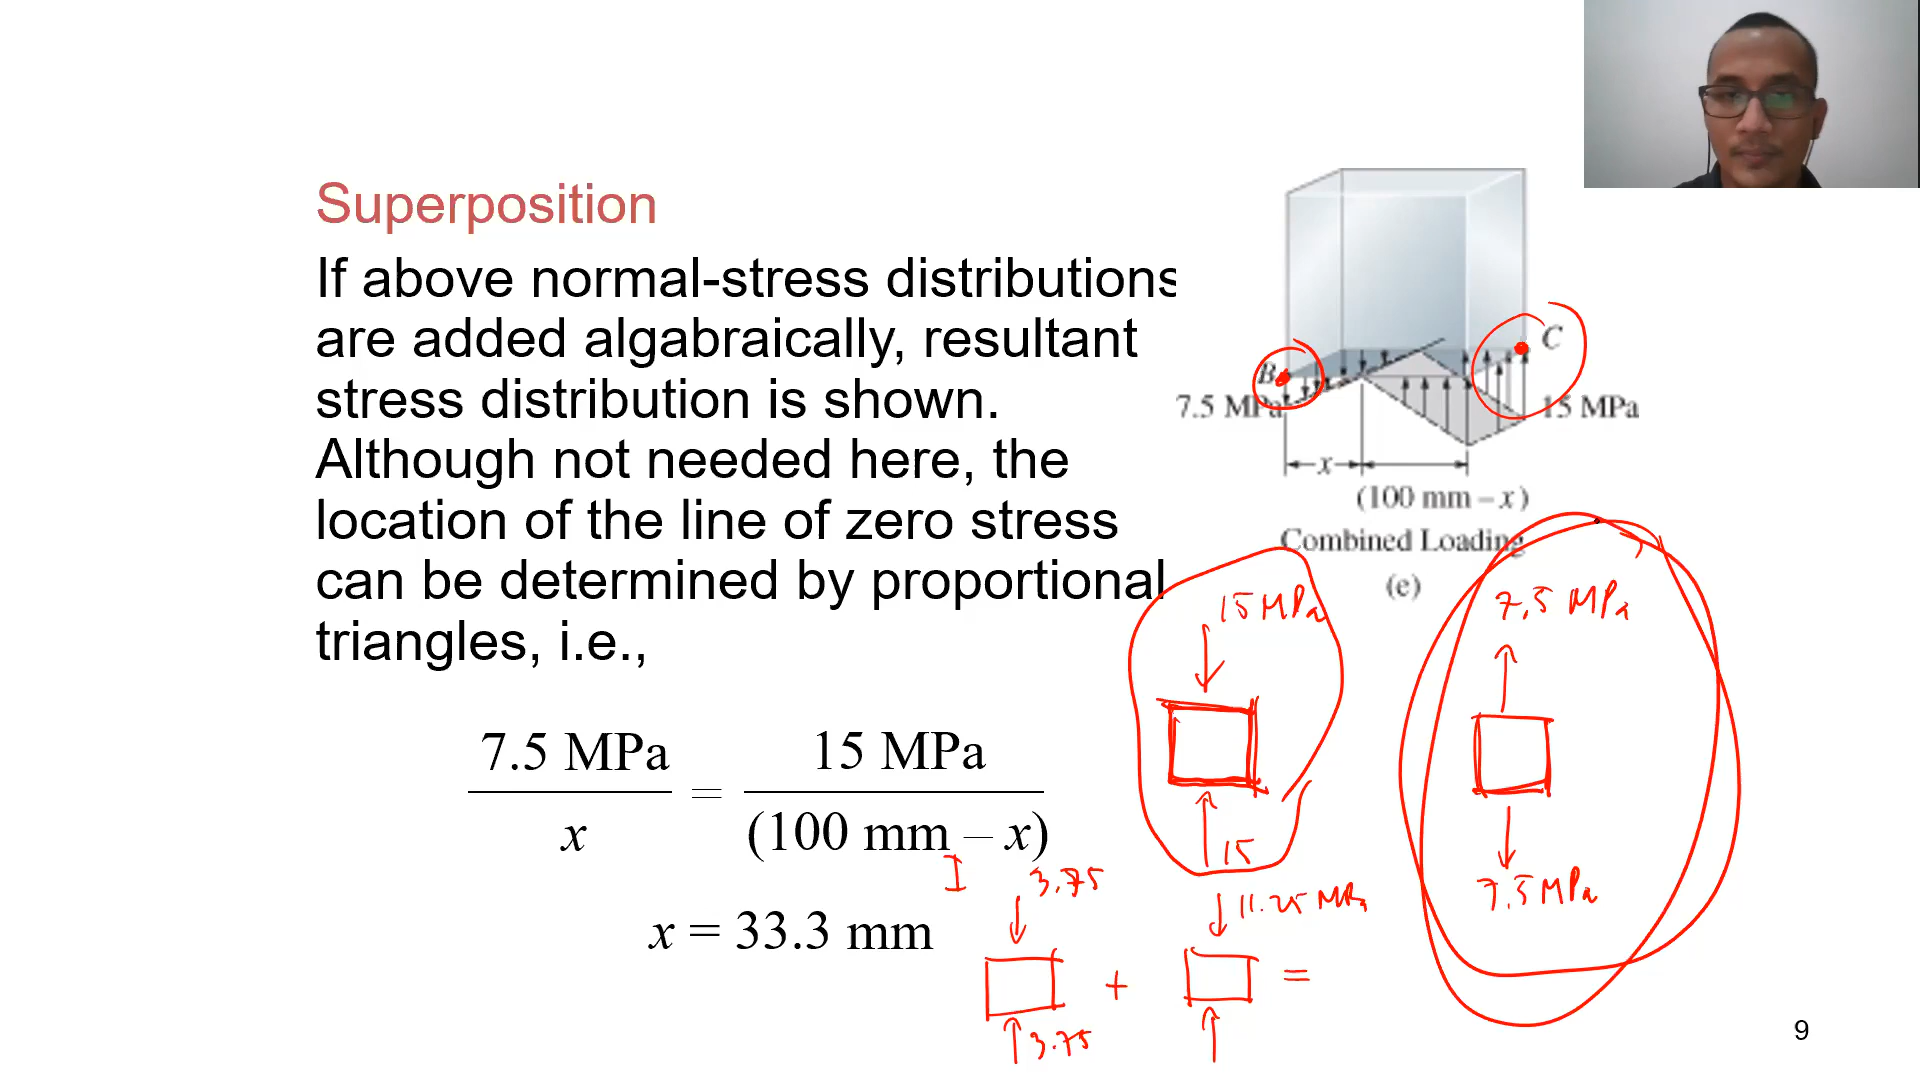 Superposition
If above normal-stress distributions
are added algabraically, resultant
stress distribution is shown.
Although not needed here, the
location of the line of zero stress
can be determined by proportional
triangles, i.e.,
7.5 MPa / x = 15 MPa / (100 mm – x)
x = 33.3 mm
B
C
7.5 MPa
15 MPa
x
(100 mm – x)
Combined Loading
(e)
15 MPa
15
7,5 MPa
7,5 MPa
3.75
3.75
+
11.25 MPa
=
9